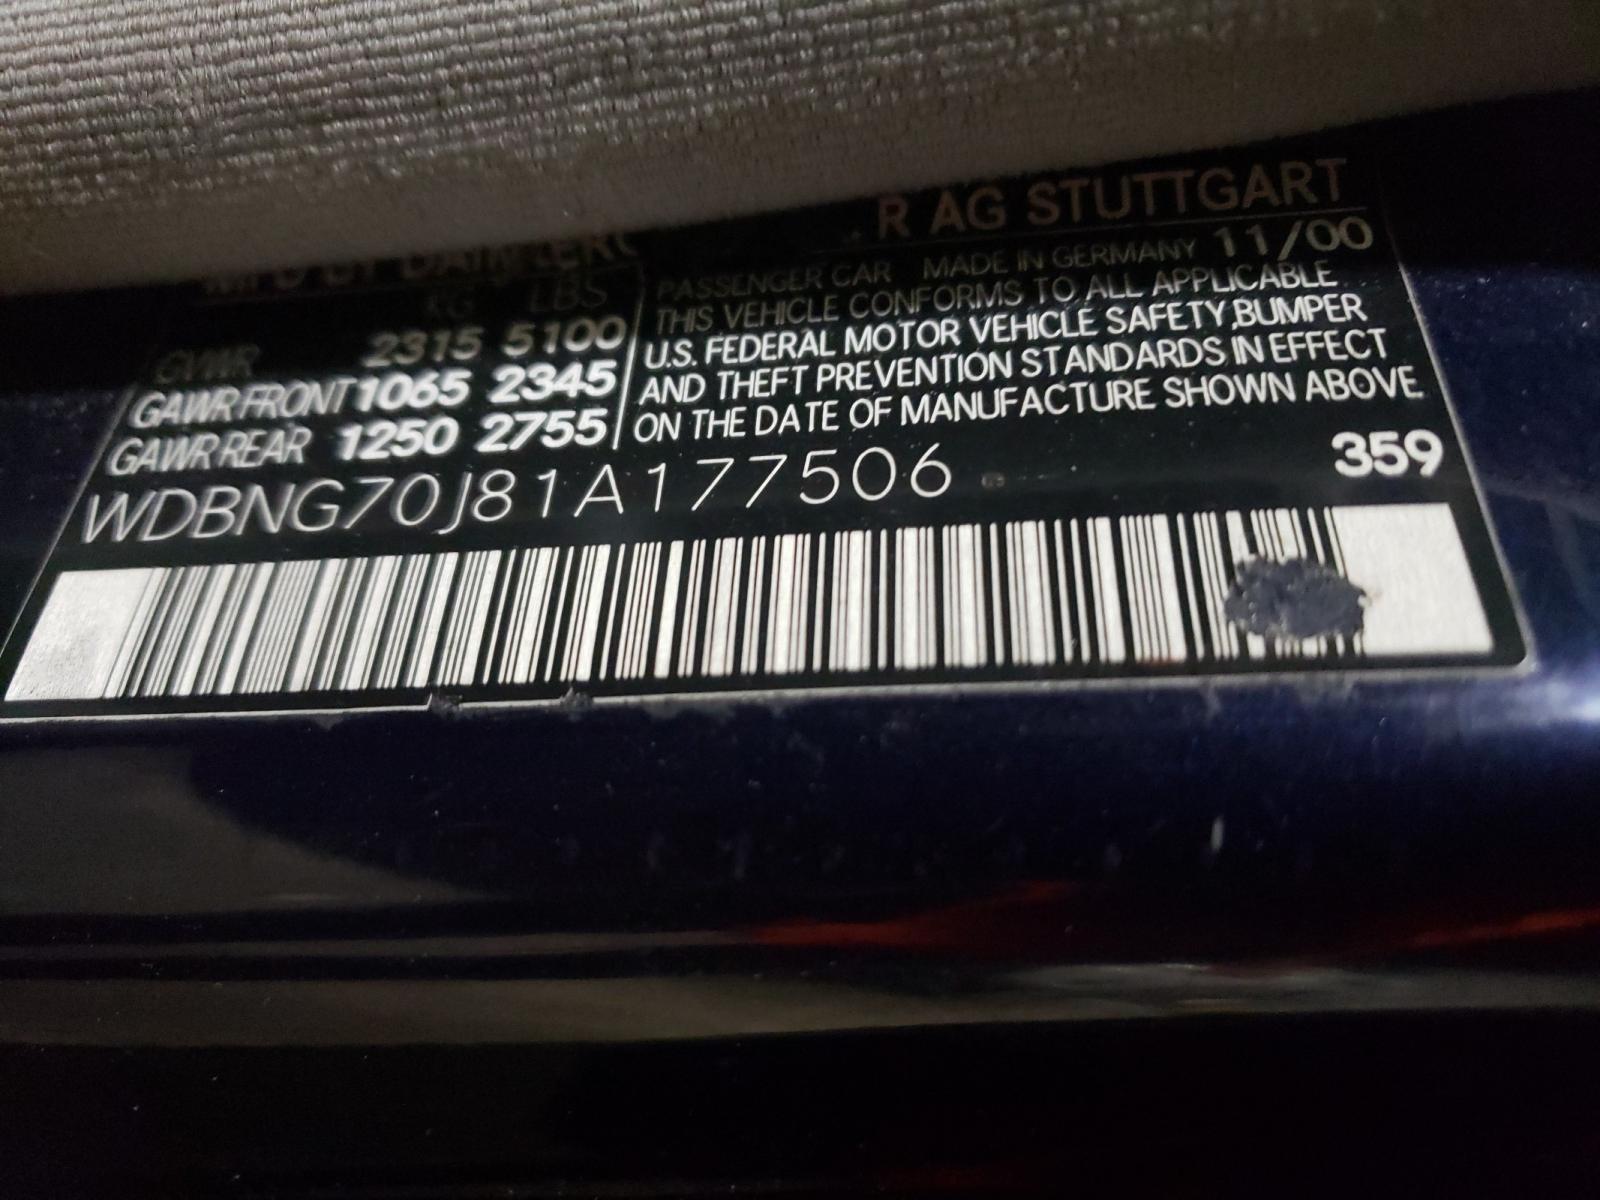 R AG STUTTGART
KG LBS
GVWR 2315 5100
GAWR FRONT 1065 2345
GAWR REAR 1250 2755
PASSENGER CAR MADE IN GERMANY 11/00
THIS VEHICLE CONFORMS TO ALL APPLICABLE
U.S. FEDERAL MOTOR VEHICLE SAFETY, BUMPER
AND THEFT PREVENTION STANDARDS IN EFFECT
ON THE DATE OF MANUFACTURE SHOWN ABOVE
WDBNG70J81A177506
359